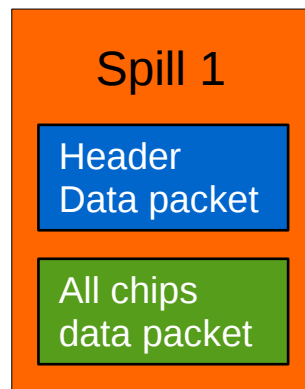 Spill 1
Header
Data packet
All chips
data packet